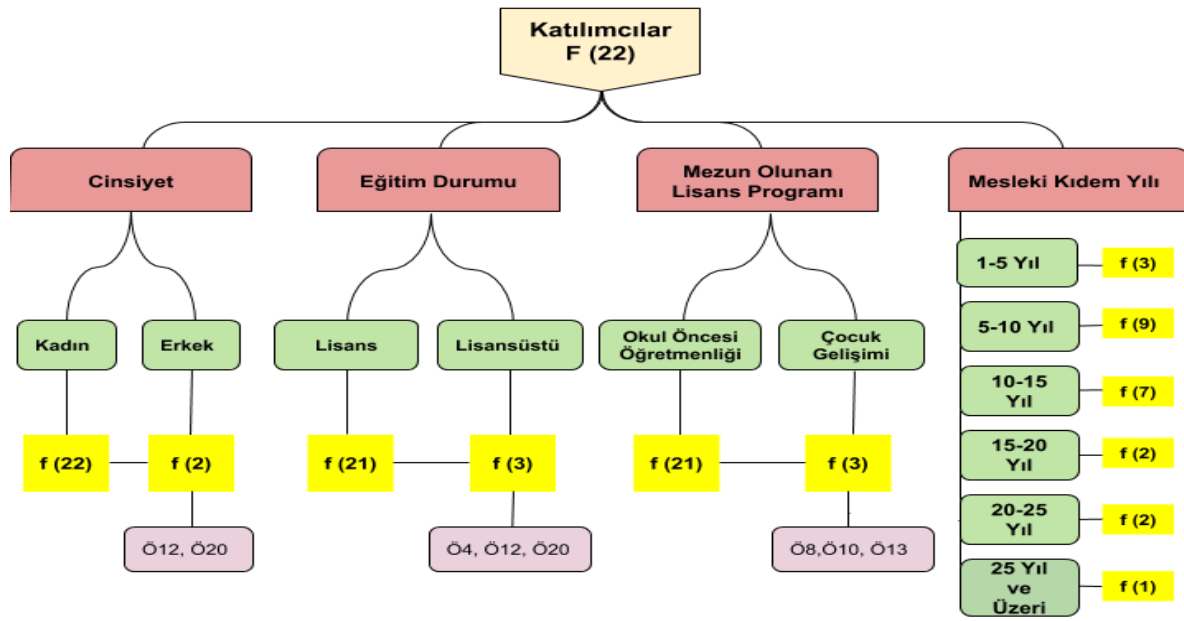 Katılımcılar
F (22)
Cinsiyet
Eğitim Durumu
Mezun Olunan
Lisans Programı
Mesleki Kıdem Yılı
Kadın
Erkek
Lisans
Lisansüstü
Okul Öncesi
Öğretmenliği
Çocuk
Gelişimi
f (22)
f (2)
f (21)
f (3)
f (21)
f (3)
Ö12, Ö20
Ö4, Ö12, Ö20
Ö8,Ö10, Ö13
1-5 Yıl
f (3)
5-10 Yıl
f (9)
10-15
Yıl
f (7)
15-20
Yıl
f (2)
20-25
Yıl
f (2)
25 Yıl
ve
Üzeri
f (1)